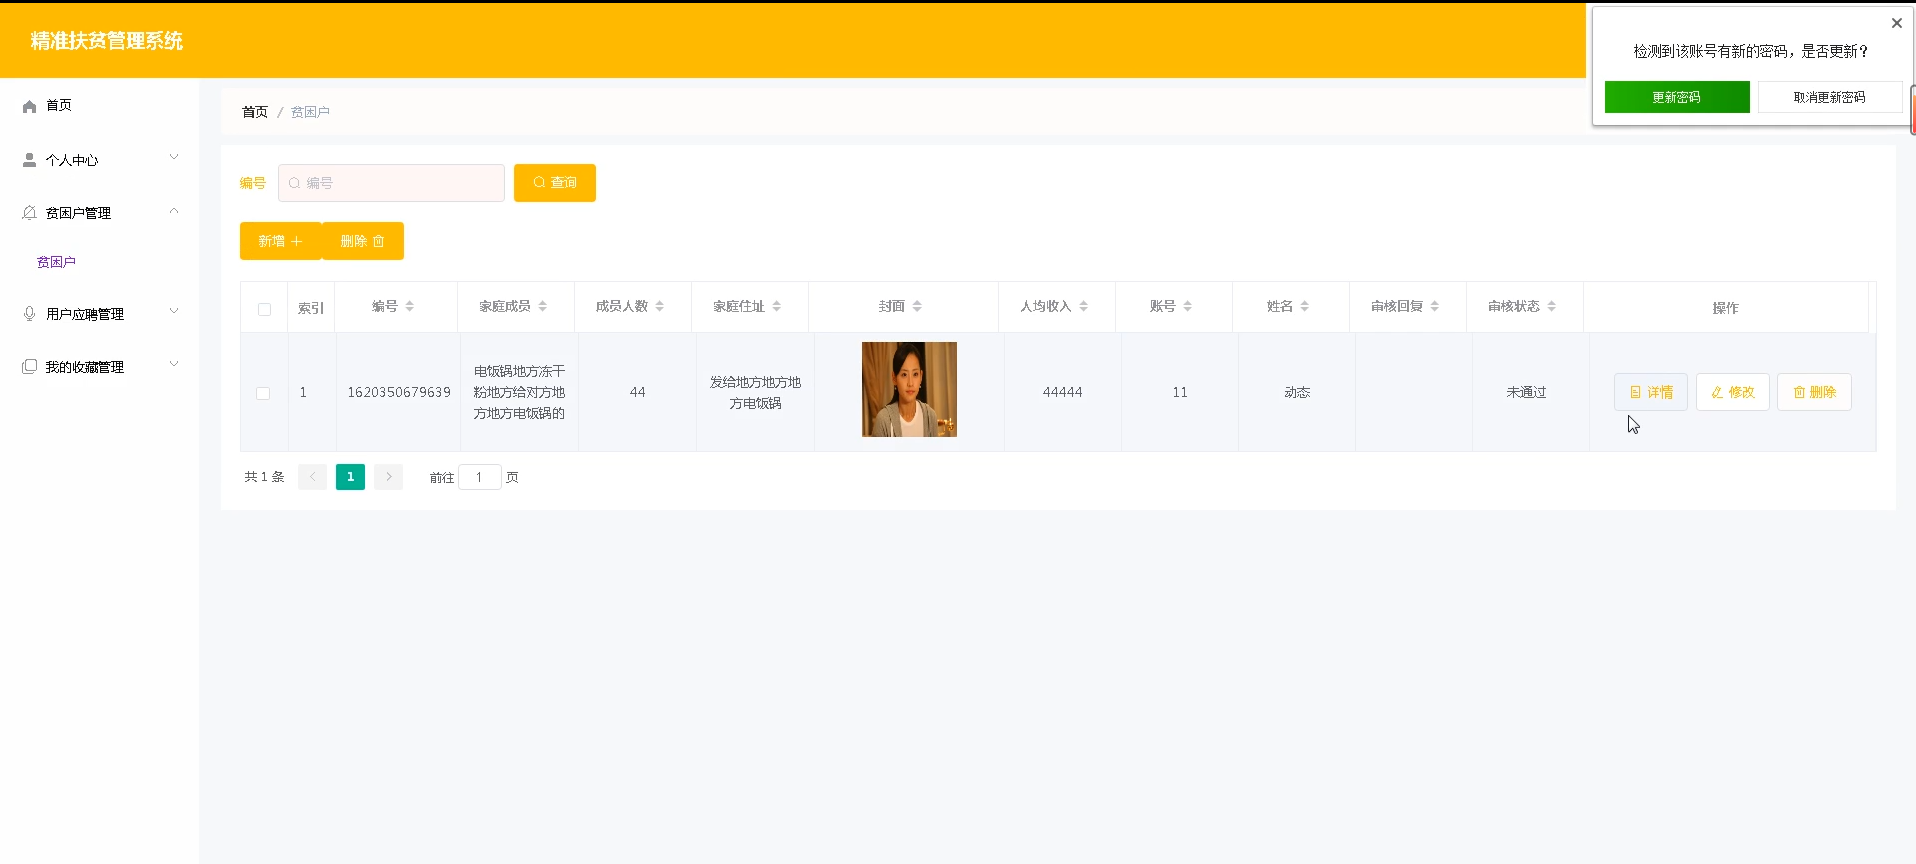 精准扶贫管理系统
检测到该账号有新的密码，是否更新？
更新密码 取消更新密码
首页
个人中心
贫困户管理
贫困户
用户应聘管理
我的收藏管理
首页 / 贫困户
编号 编号 查询
新增 删除
索引 编号 家庭成员 成员人数 家庭住址 封面 人均收入 账号 姓名 审核回复 审核状态 操作
1 1620350679639 电饭锅地方冻干
粉地方给对方地
方地方电饭锅的 44 发给地方地方地
方电饭锅 44444 11 动态 未通过 详情 修改 删除
共 1 条 1 前往 1 页